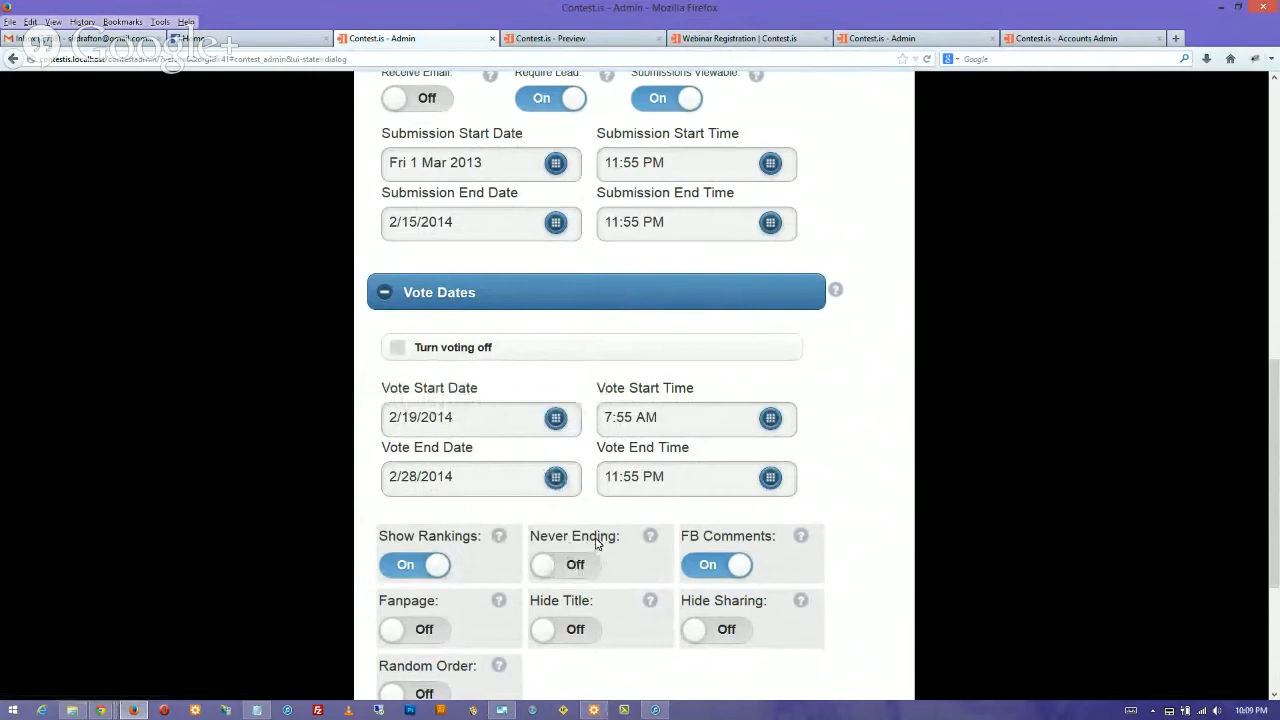 Contest.is - Admin - Mozilla Firefox
File Edit View History Bookmarks Tools Help
Google+
Contest.is - Admin
Contest.is - Preview
Webinar Registration | Contest.is
Contest.is - Admin
Contest.is - Accounts Admin
Google
Receive Email:
Require Lead:
Submissions Viewable:
Off
On
On
Submission Start Date
Submission Start Time
Fri 1 Mar 2013
11:55 PM
Submission End Date
Submission End Time
2/15/2014
11:55 PM
Vote Dates
Turn voting off
Vote Start Date
Vote Start Time
2/19/2014
7:55 AM
Vote End Date
Vote End Time
2/28/2014
11:55 PM
Show Rankings:
Never Ending:
FB Comments:
On
Off
On
Fanpage:
Hide Title:
Hide Sharing:
Off
Off
Off
Random Order:
Off
10:09 PM